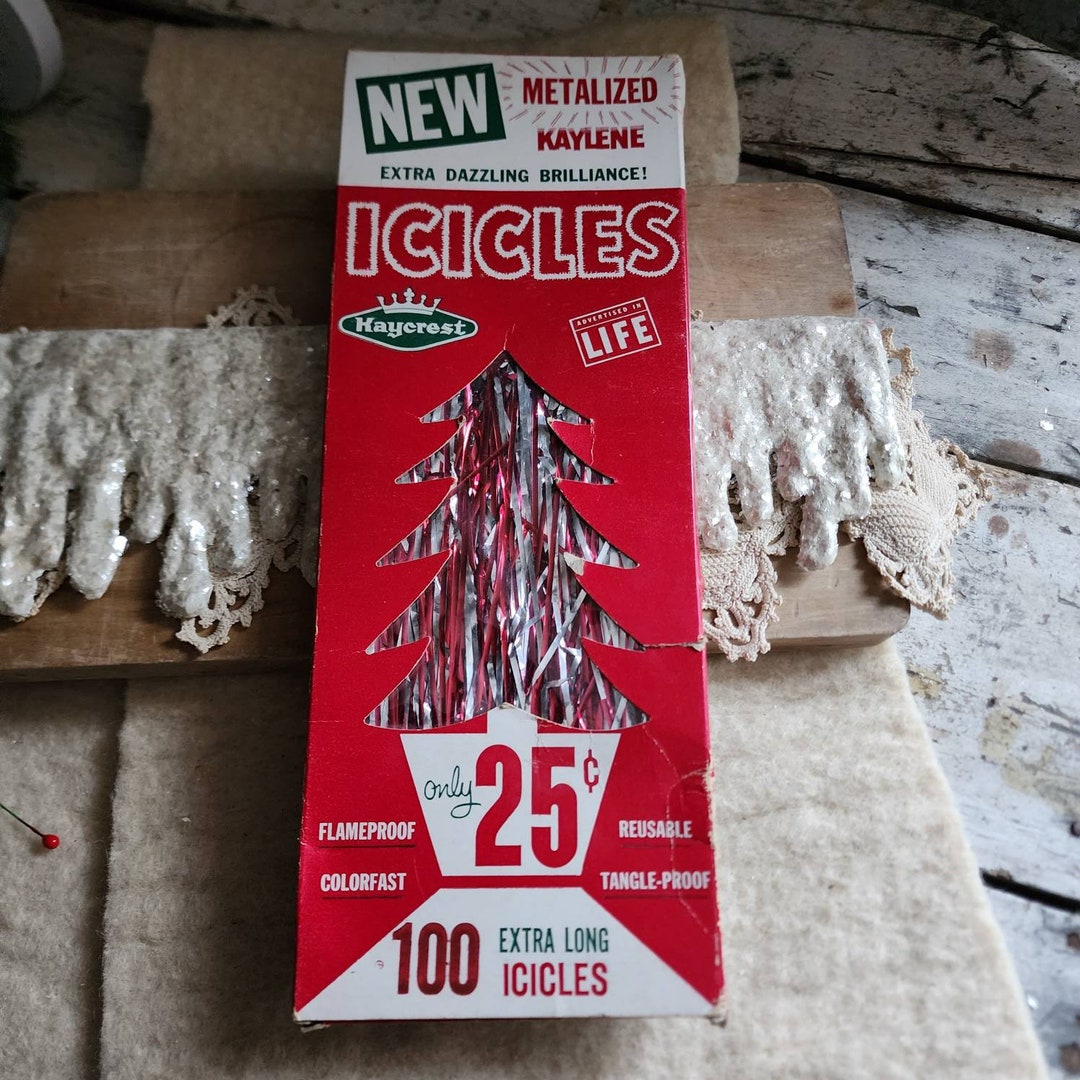 NEW METALIZED
KAYLENE
EXTRA DAZZLING BRILLIANCE!
ICICLES
Kaycrest
ADVERTISED IN
LIFE
only 25¢
FLAMEPROOF
REUSABLE
COLORFAST
TANGLE-PROOF
100 EXTRA LONG
ICICLES